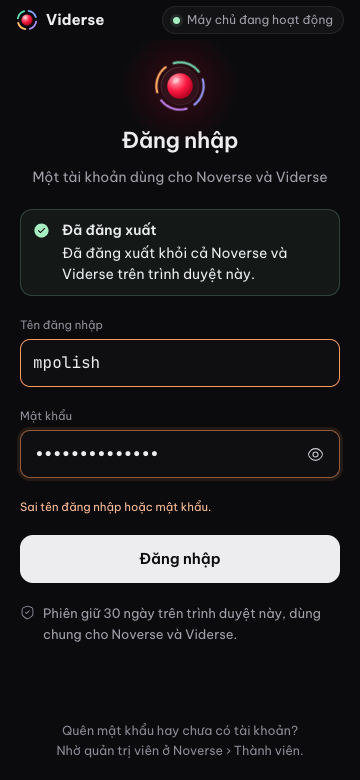 Viderse
Máy chủ đang hoạt động
Đăng nhập
Một tài khoản dùng cho Noverse và Viderse
Đã đăng xuất
Đã đăng xuất khỏi cả Noverse và
Viderse trên trình duyệt này.
Tên đăng nhập
mpolish
Mật khẩu
••••••••••••••
Sai tên đăng nhập hoặc mật khẩu.
Đăng nhập
Phiên giữ 30 ngày trên trình duyệt này, dùng
chung cho Noverse và Viderse.
Quên mật khẩu hay chưa có tài khoản?
Nhờ quản trị viên ở Noverse › Thành viên.